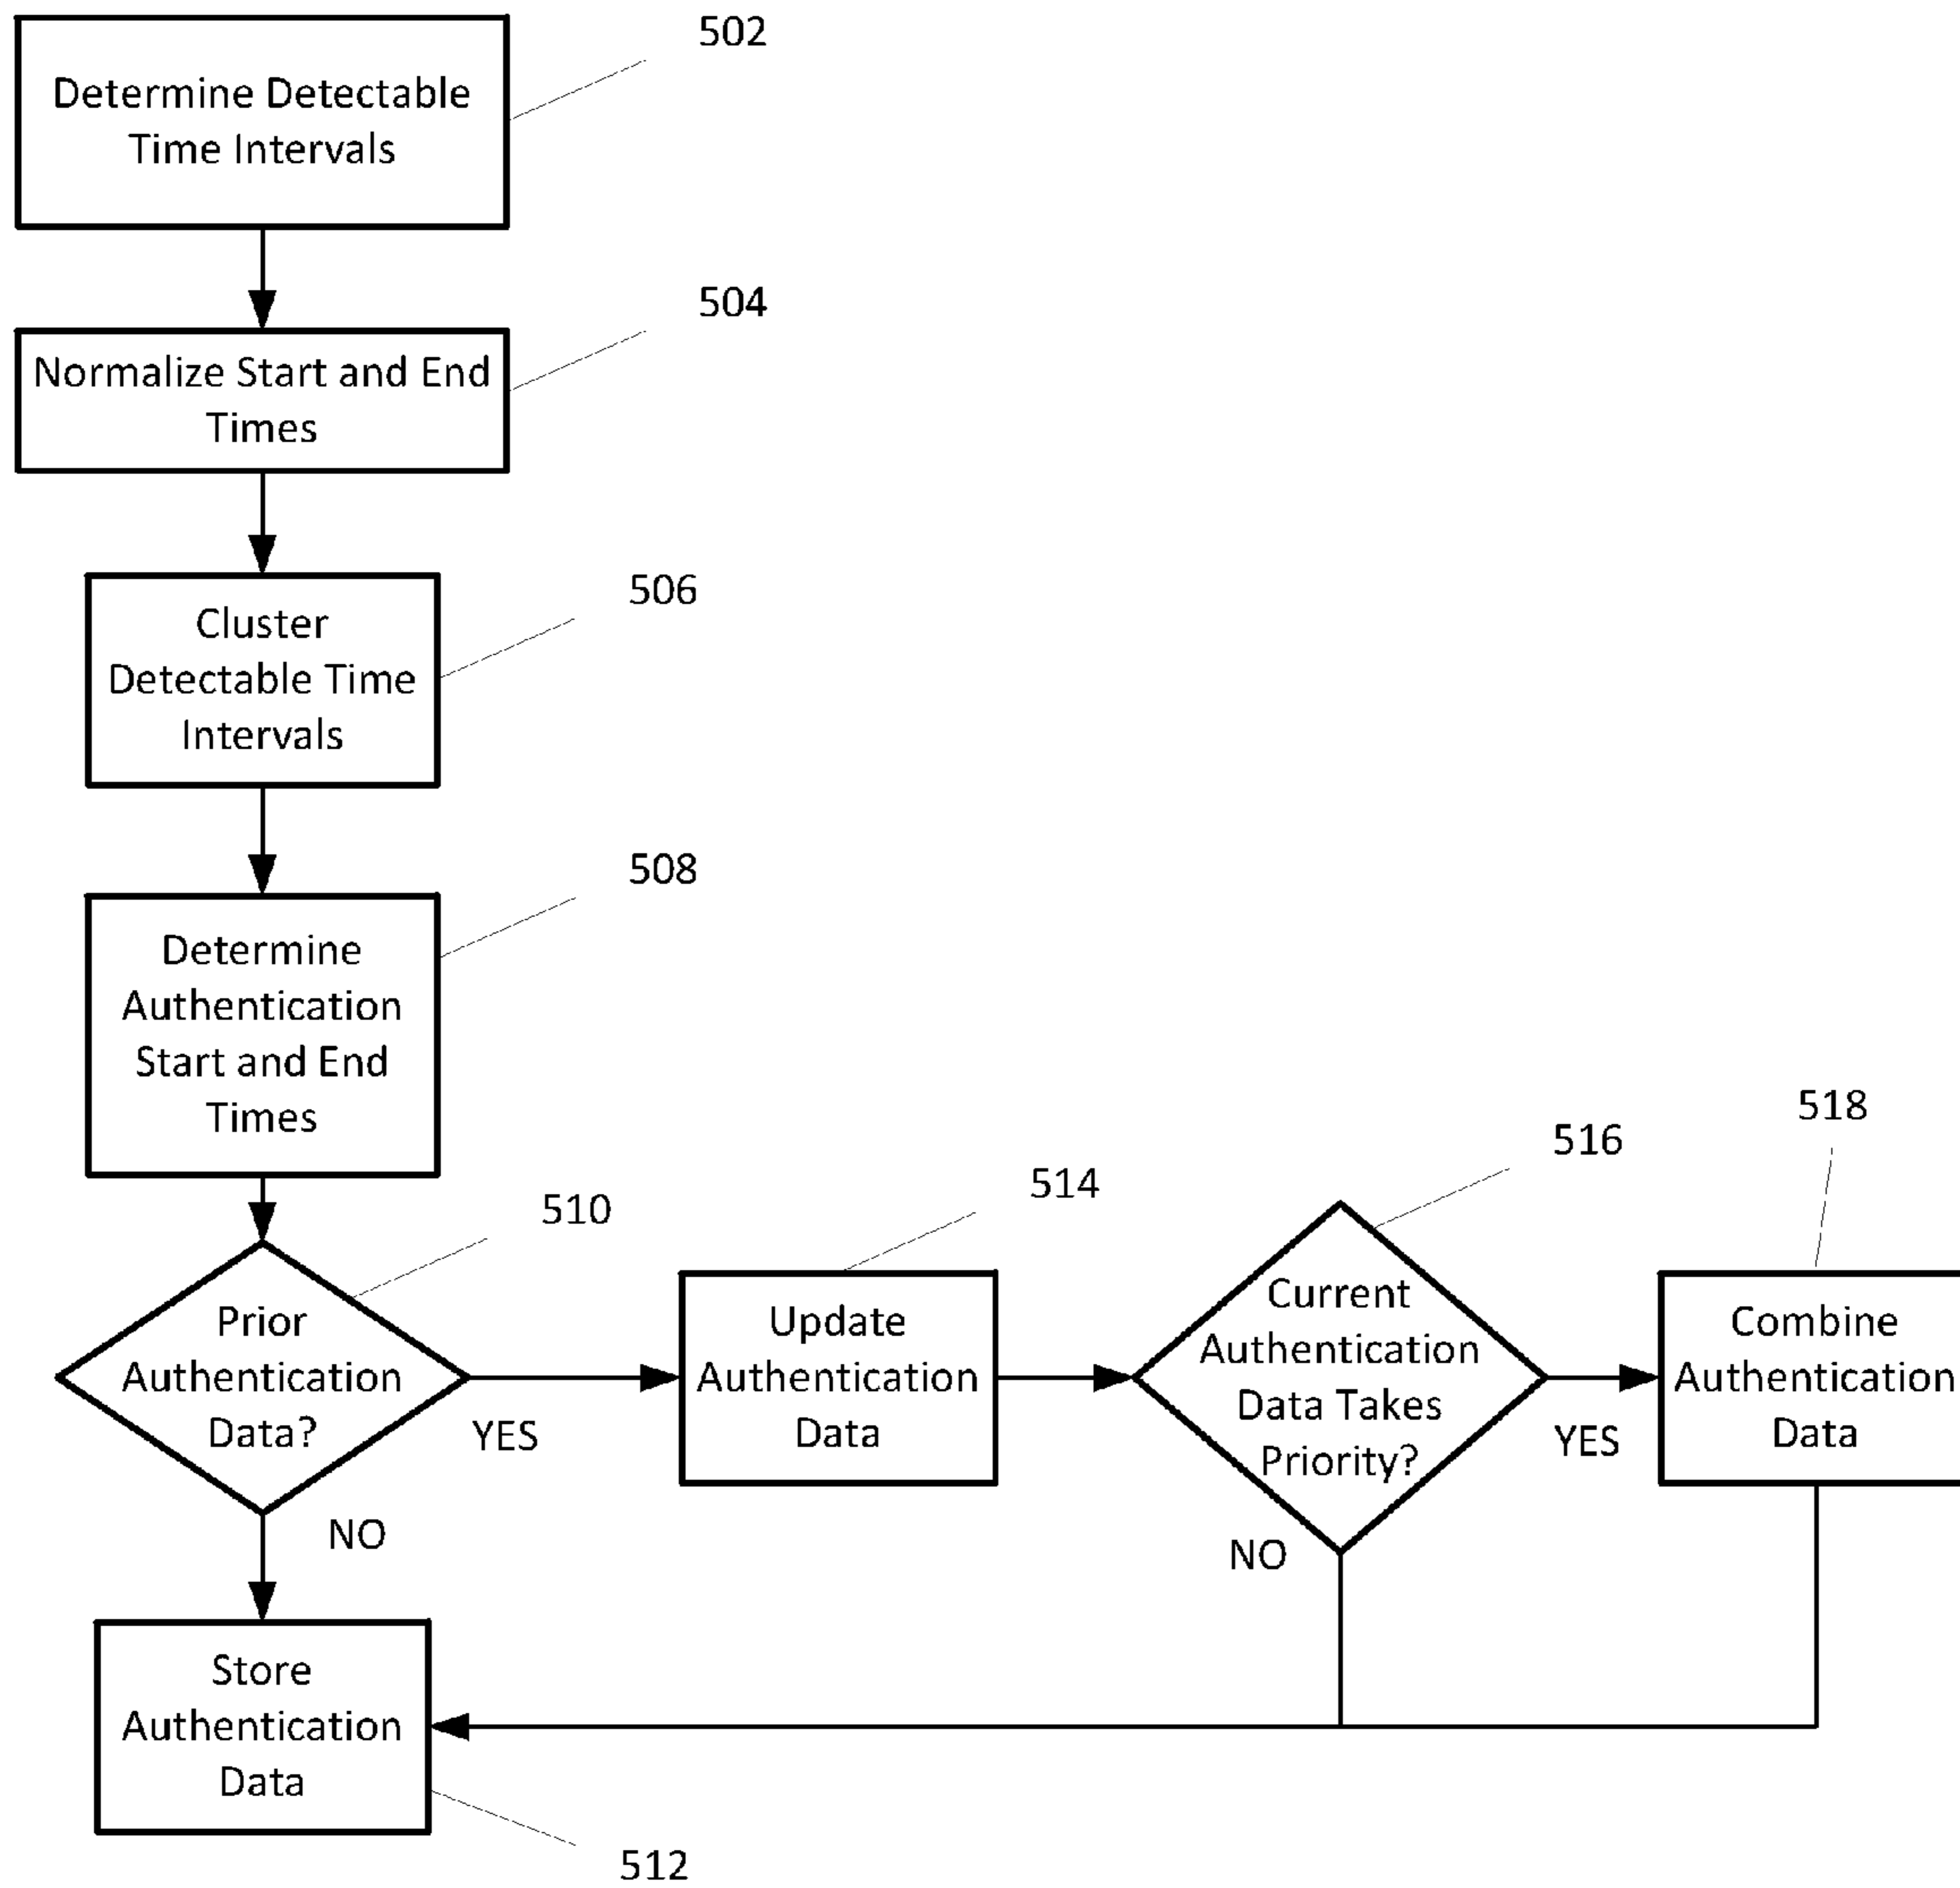 502
Determine Detectable
Time Intervals
504
Normalize Start and End
Times
506
Cluster
Detectable Time
Intervals
508
Determine
Authentication
Start and End
Times
510
Prior
Authentication
Data?
YES
NO
514
Update
Authentication
Data
516
Current
Authentication
Data Takes
Priority?
YES
NO
518
Combine
Authentication
Data
Store
Authentication
Data
512